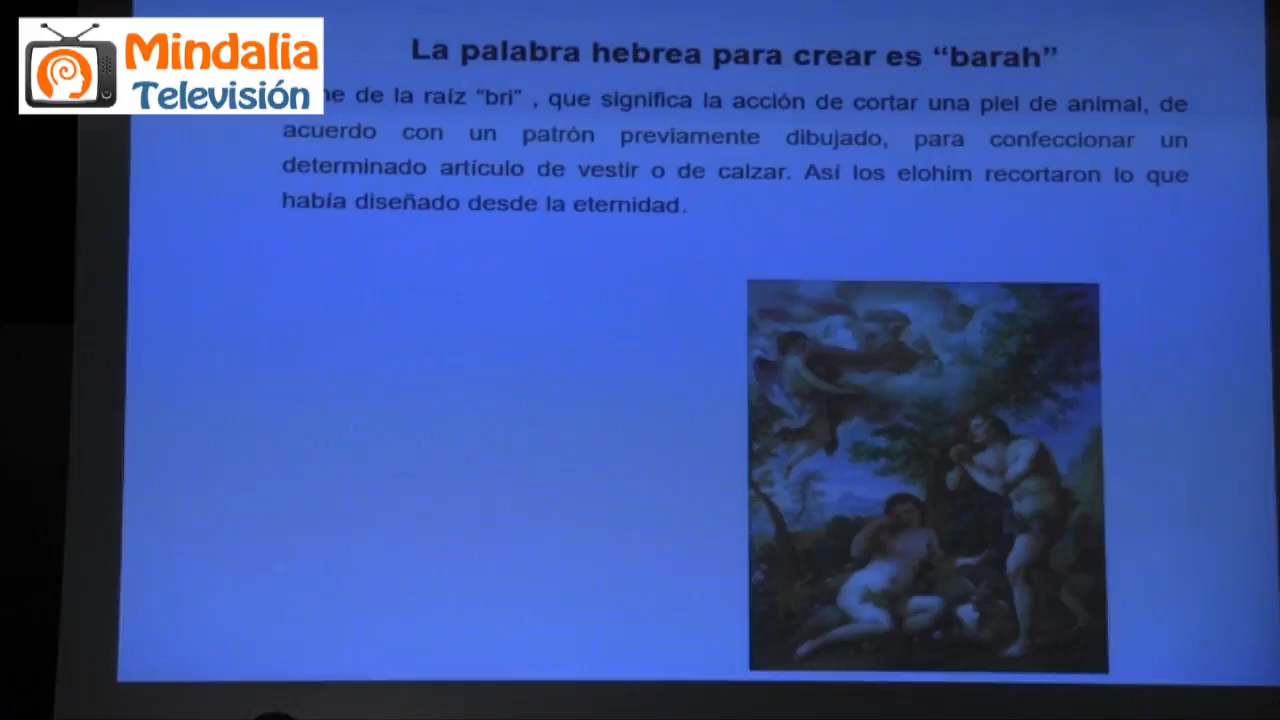 Mindalia
Televisión
La palabra hebrea para crear es “barah”
ne de la raíz “bri” , que significa la acción de cortar una piel de animal, de
acuerdo con un patrón previamente dibujado, para confeccionar un
determinado artículo de vestir o de calzar. Así los elohim recortaron lo que
había diseñado desde la eternidad.